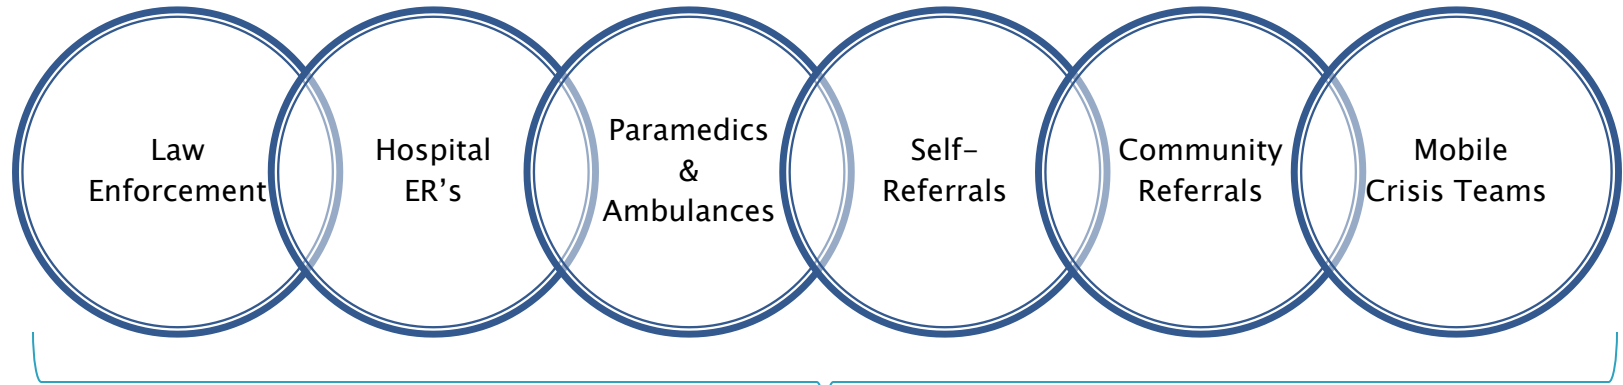 Law
Enforcement
Hospital
ER’s
Paramedics
&
Ambulances
Self-
Referrals
Community
Referrals
Mobile
Crisis Teams